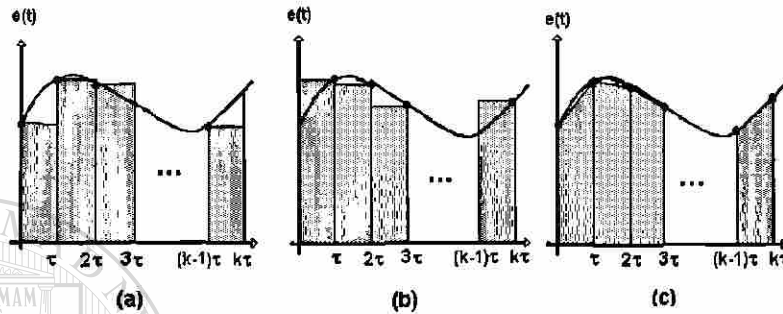 e(t) e(t) e(t)
... ... ...
τ 2τ 3τ (k-1)τ kτ τ 2τ 3τ (k-1)τ kτ τ 2τ 3τ (k-1)τ kτ
(a) (b) (c)